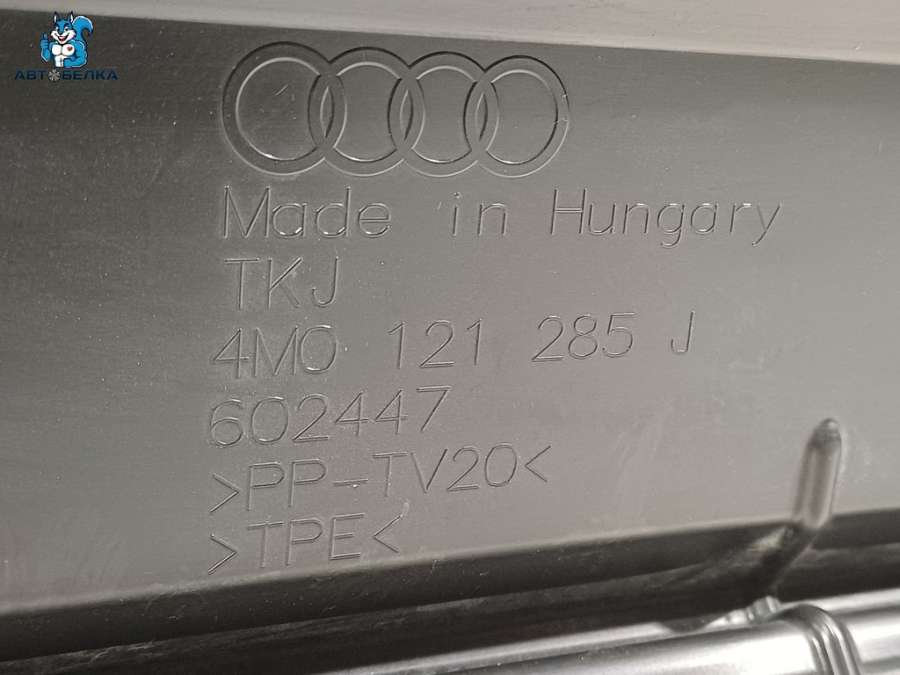 АВТОБЕЛКА
Made in Hungary
TKJ
4M0 121 285 J
602447
>PP-TV20<
>TPE<